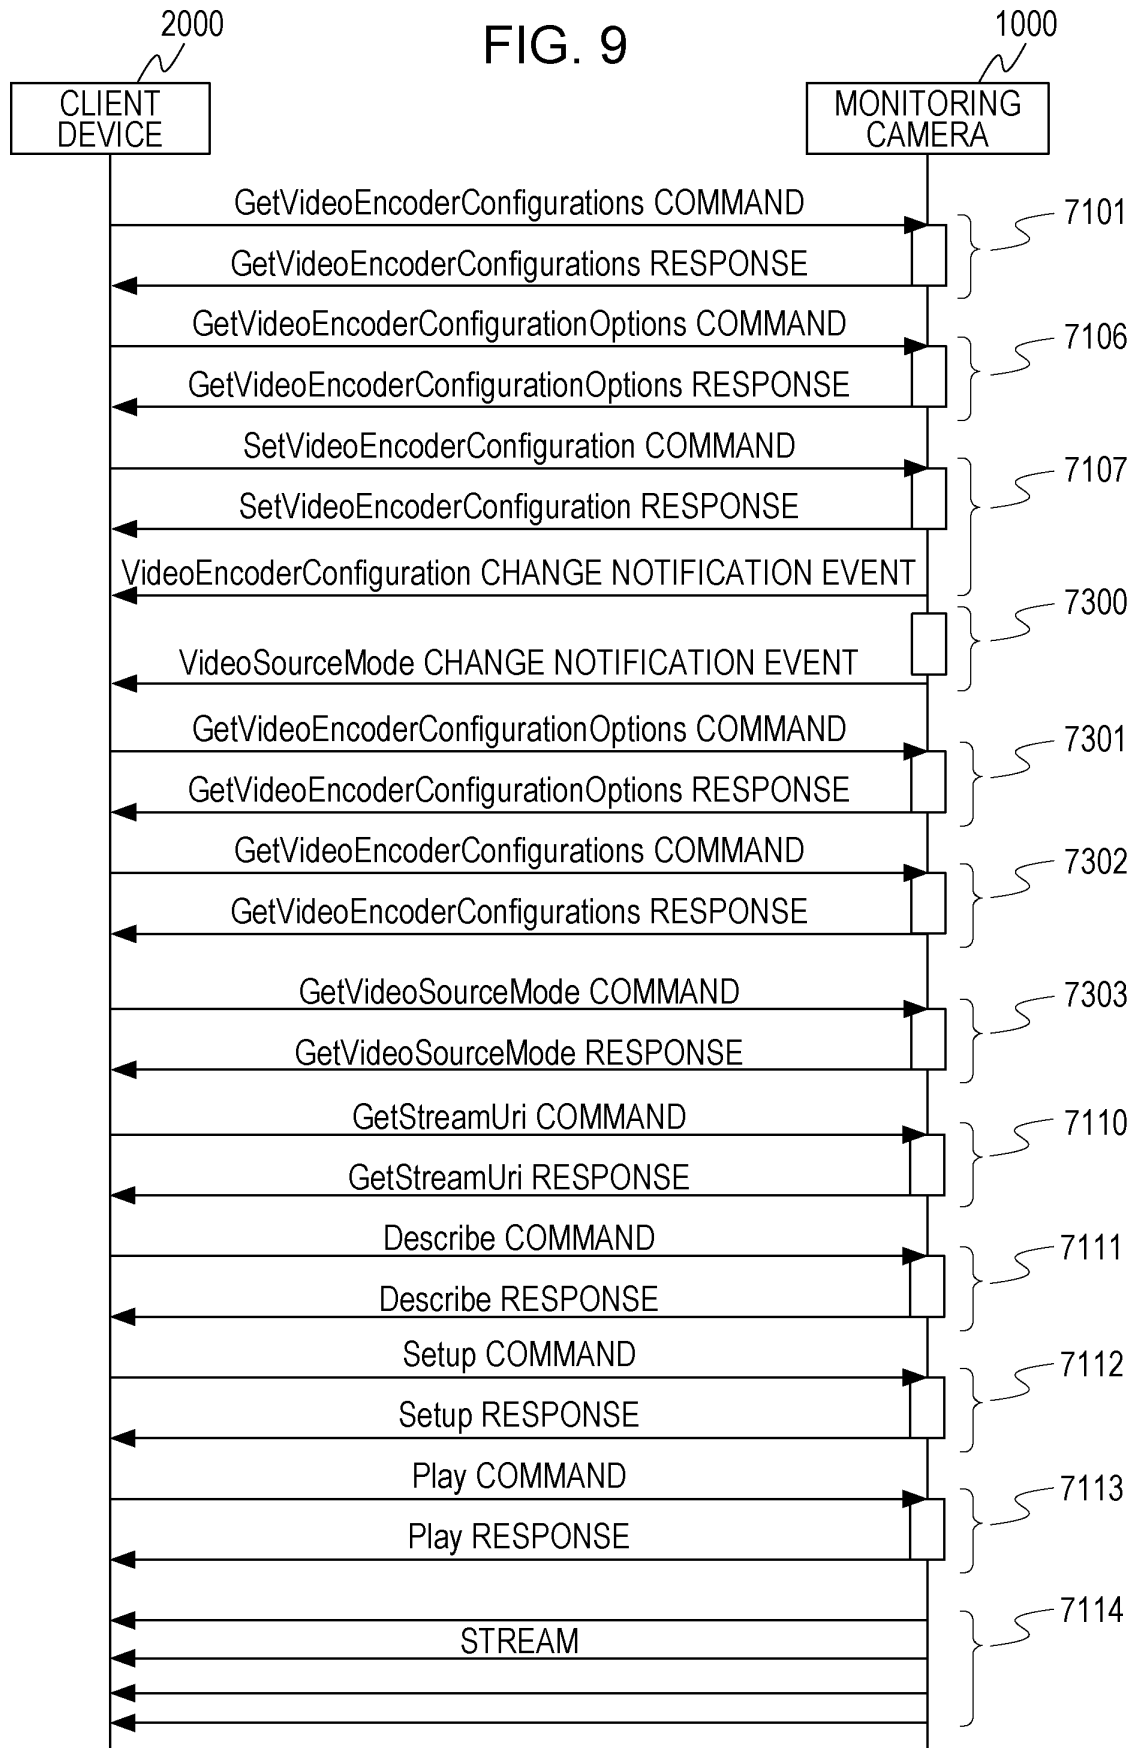 2000
FIG. 9
1000
CLIENT
DEVICE
MONITORING
CAMERA
GetVideoEncoderConfigurations COMMAND
7101
GetVideoEncoderConfigurations RESPONSE
GetVideoEncoderConfigurationOptions COMMAND
7106
GetVideoEncoderConfigurationOptions RESPONSE
SetVideoEncoderConfiguration COMMAND
7107
SetVideoEncoderConfiguration RESPONSE
VideoEncoderConfiguration CHANGE NOTIFICATION EVENT
7300
VideoSourceMode CHANGE NOTIFICATION EVENT
GetVideoEncoderConfigurationOptions COMMAND
7301
GetVideoEncoderConfigurationOptions RESPONSE
GetVideoEncoderConfigurations COMMAND
7302
GetVideoEncoderConfigurations RESPONSE
GetVideoSourceMode COMMAND
7303
GetVideoSourceMode RESPONSE
GetStreamUri COMMAND
7110
GetStreamUri RESPONSE
Describe COMMAND
7111
Describe RESPONSE
Setup COMMAND
7112
Setup RESPONSE
Play COMMAND
7113
Play RESPONSE
7114
STREAM